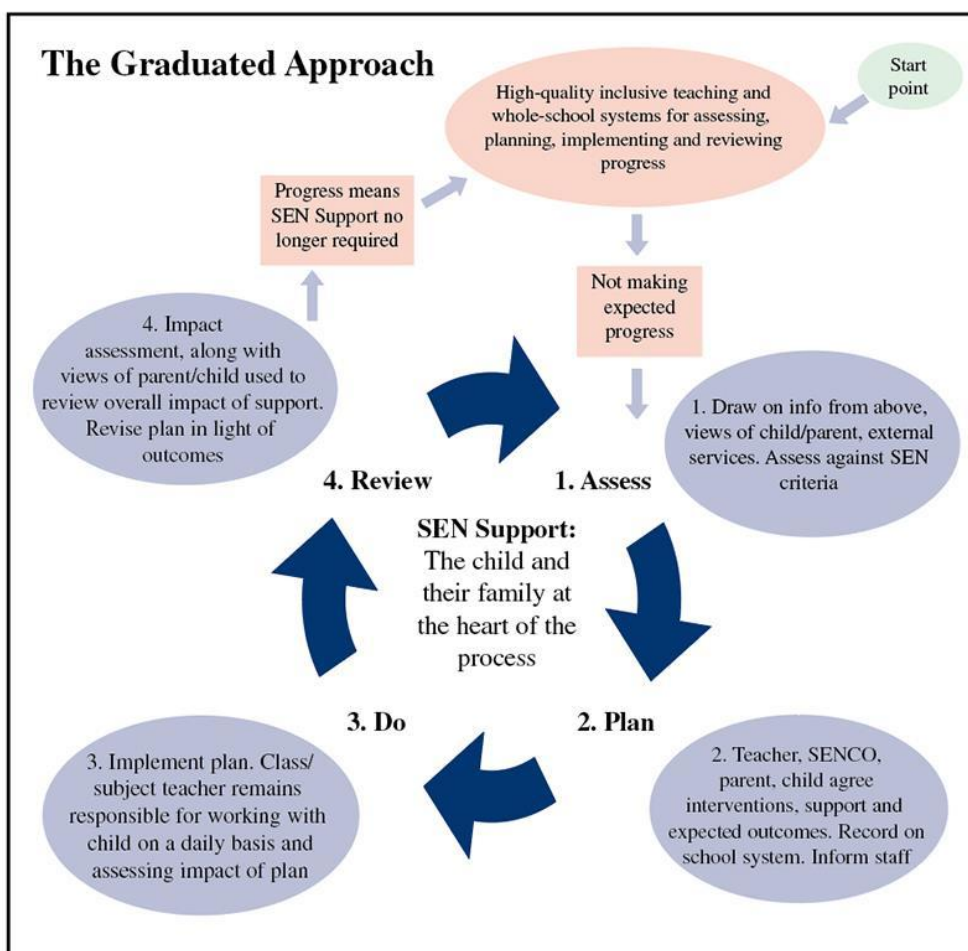 The Graduated Approach
Start
point
High-quality inclusive teaching and
whole-school systems for assessing,
planning, implementing and reviewing
progress
Progress means
SEN Support no
longer required
Not making
expected
progress
4. Impact
assessment, along with
views of parent/child used to
review overall impact of support.
Revise plan in light of
outcomes
1. Draw on info from above,
views of child/parent, external
services. Assess against SEN
criteria
4. Review
1. Assess
SEN Support:
The child and
their family at
the heart of the
process
3. Do
2. Plan
3. Implement plan. Class/
subject teacher remains
responsible for working with
child on a daily basis and
assessing impact of plan
2. Teacher, SENCO,
parent, child agree
interventions, support and
expected outcomes. Record on
school system. Inform staff